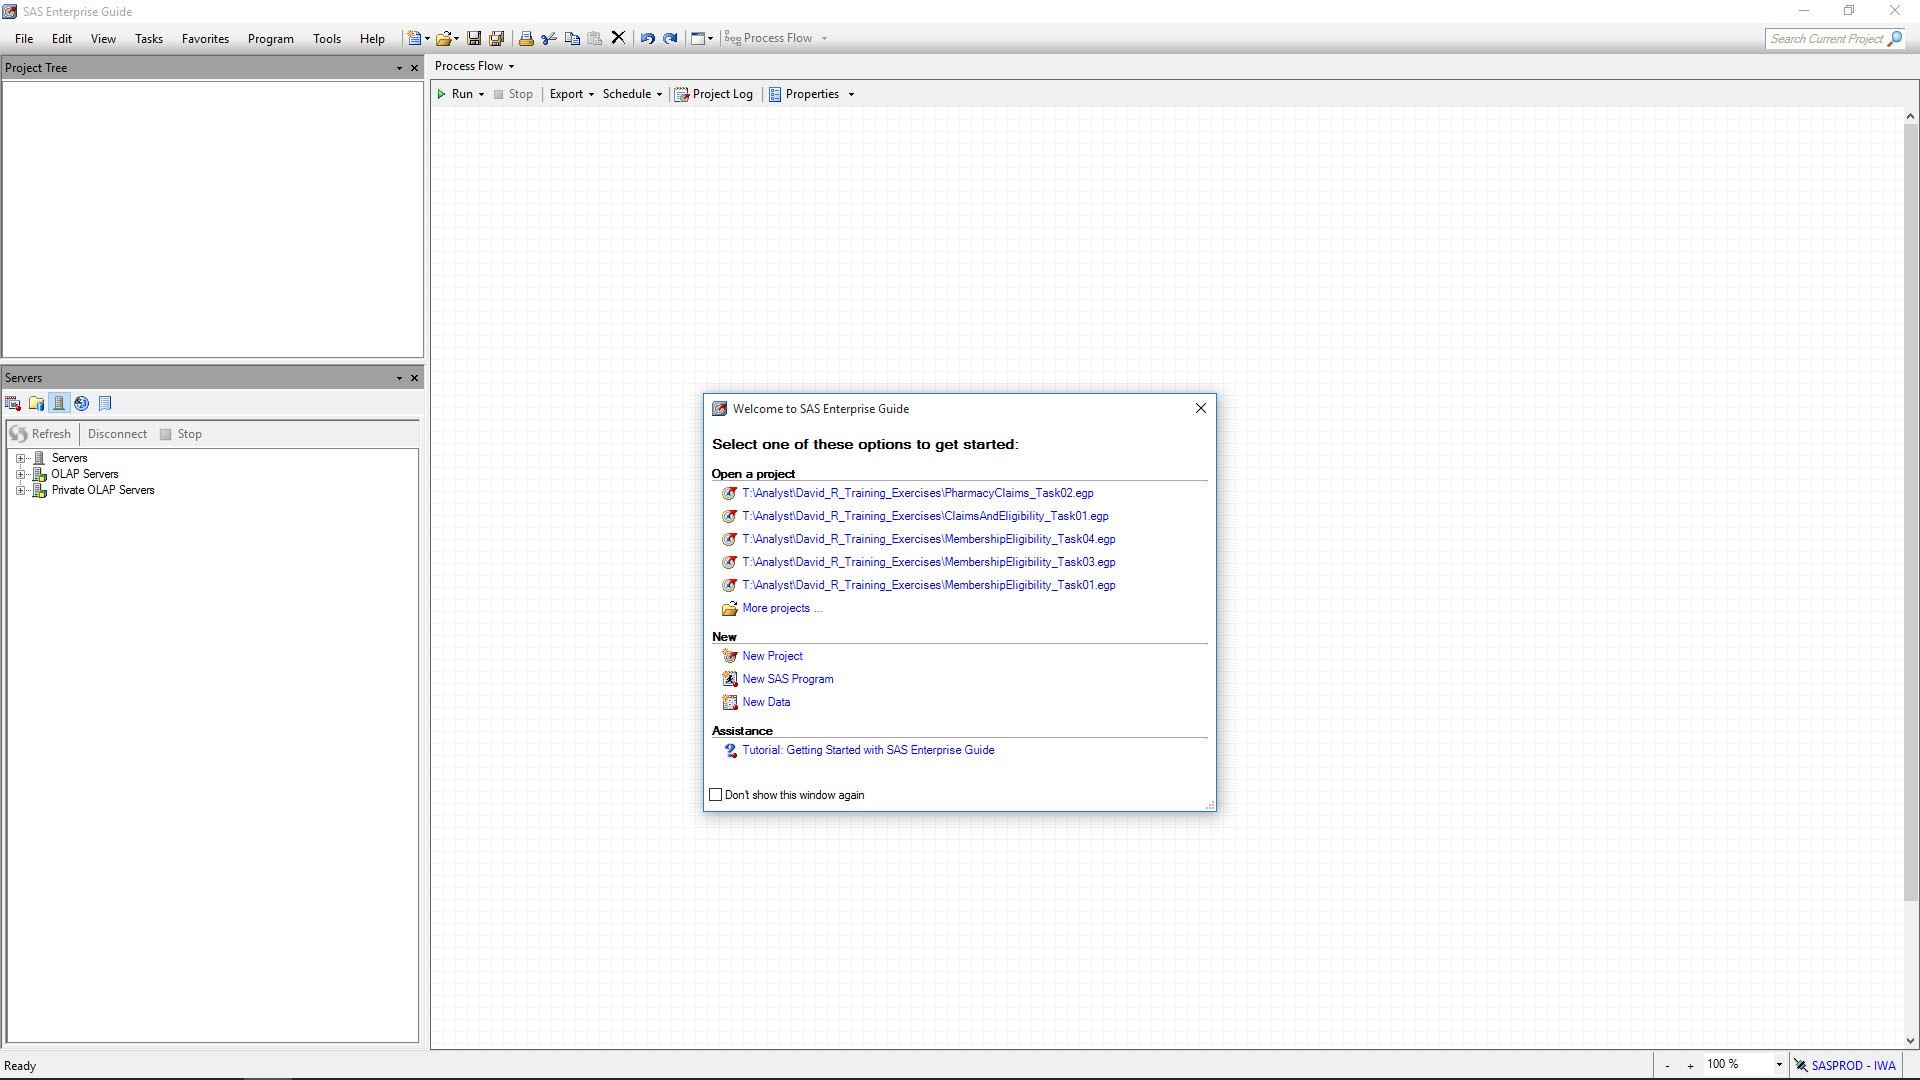 SAS Enterprise Guide
File Edit View Tasks Favorites Program Tools Help Process Flow Search Current Project
Project Tree
Process Flow
Run Stop Export Schedule Project Log Properties
Servers
Refresh Disconnect Stop
Servers
OLAP Servers
Private OLAP Servers
Welcome to SAS Enterprise Guide
Select one of these options to get started:
Open a project
T:\Analyst\David_R_Training_Exercises\PharmacyClaims_Task02.egp
T:\Analyst\David_R_Training_Exercises\ClaimsAndEligibility_Task01.egp
T:\Analyst\David_R_Training_Exercises\MembershipEligibility_Task04.egp
T:\Analyst\David_R_Training_Exercises\MembershipEligibility_Task03.egp
T:\Analyst\David_R_Training_Exercises\MembershipEligibility_Task01.egp
More projects ...
New
New Project
New SAS Program
New Data
Assistance
Tutorial: Getting Started with SAS Enterprise Guide
Don't show this window again
Ready - + 100 % SASPROD - IWA